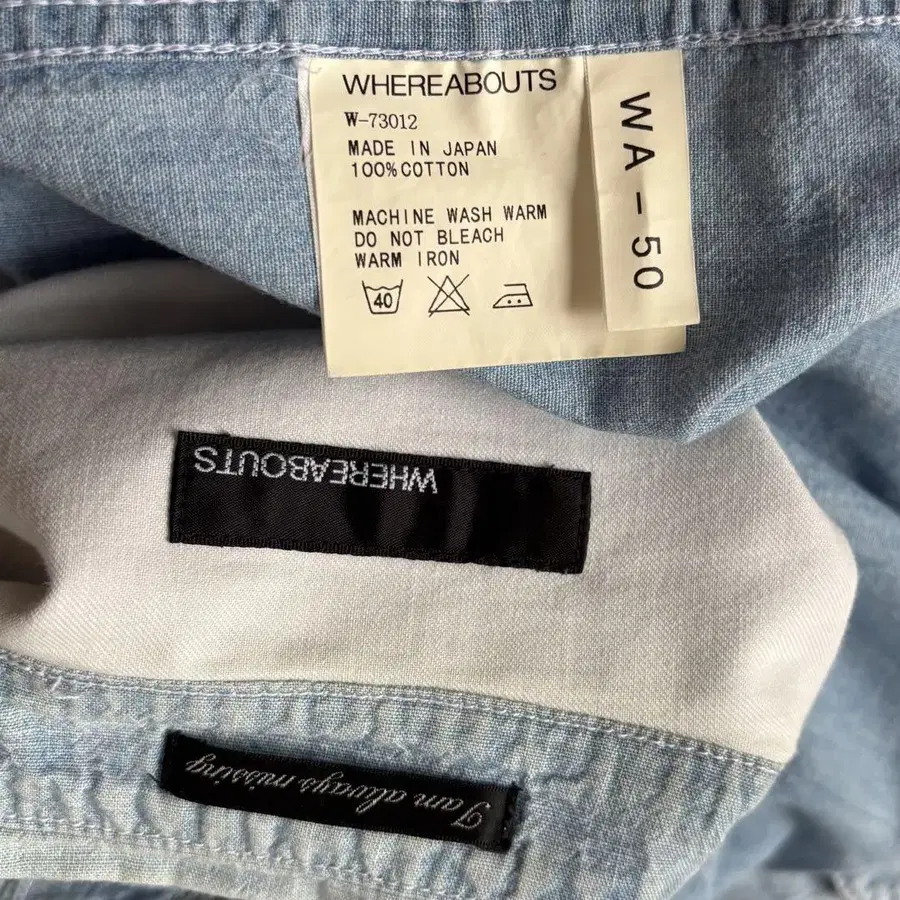 WHEREABOUTS
W-73012
MADE IN JAPAN
100%COTTON
MACHINE WASH WARM
DO NOT BLEACH
WARM IRON
40
WA-50
WHEREABOUTS
I am always missing